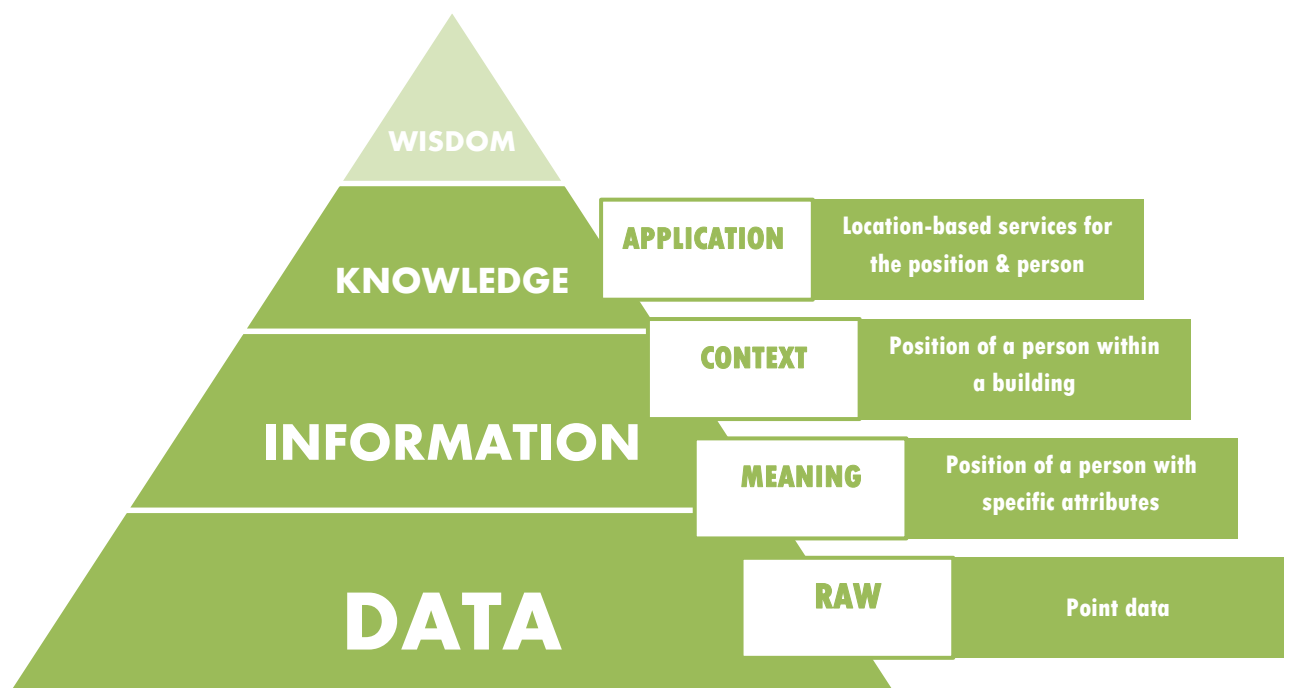 WISDOM
KNOWLEDGE
APPLICATION
Location-based services for
the position & person
INFORMATION
CONTEXT
Position of a person within
a building
MEANING
Position of a person with
specific attributes
DATA
RAW
Point data